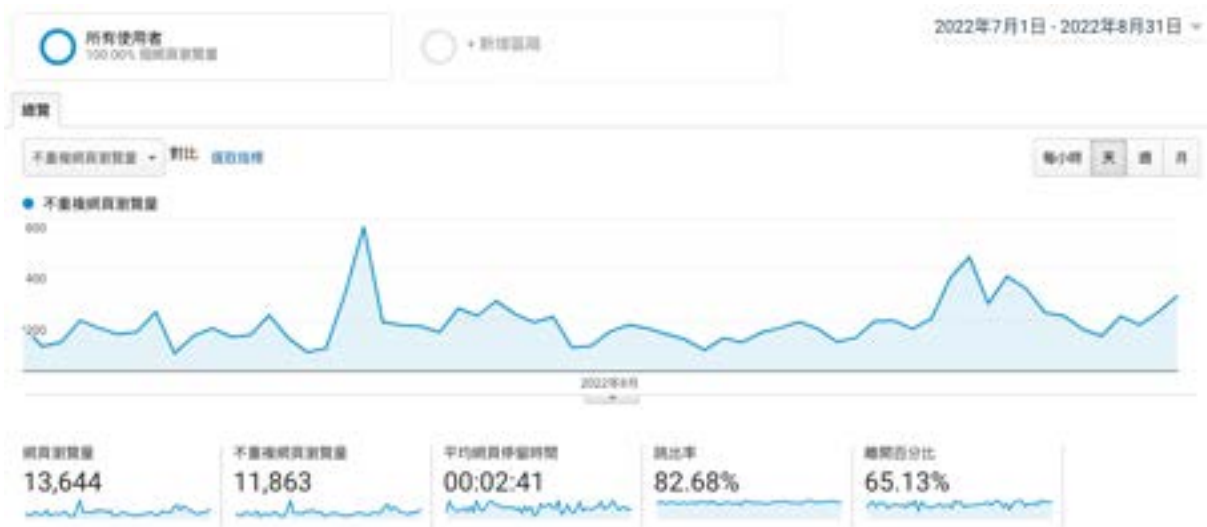 所有使用者
100.00% 個網頁瀏覽量
+ 新增區隔
2022年7月1日 - 2022年8月31日
總覽
不重複網頁瀏覽量
對比
選取指標
每小時
天
週
月
不重複網頁瀏覽量
600
400
200
2022年8月
網頁瀏覽量
13,644
不重複網頁瀏覽量
11,863
平均網頁停留時間
00:02:41
跳出率
82.68%
離開百分比
65.13%